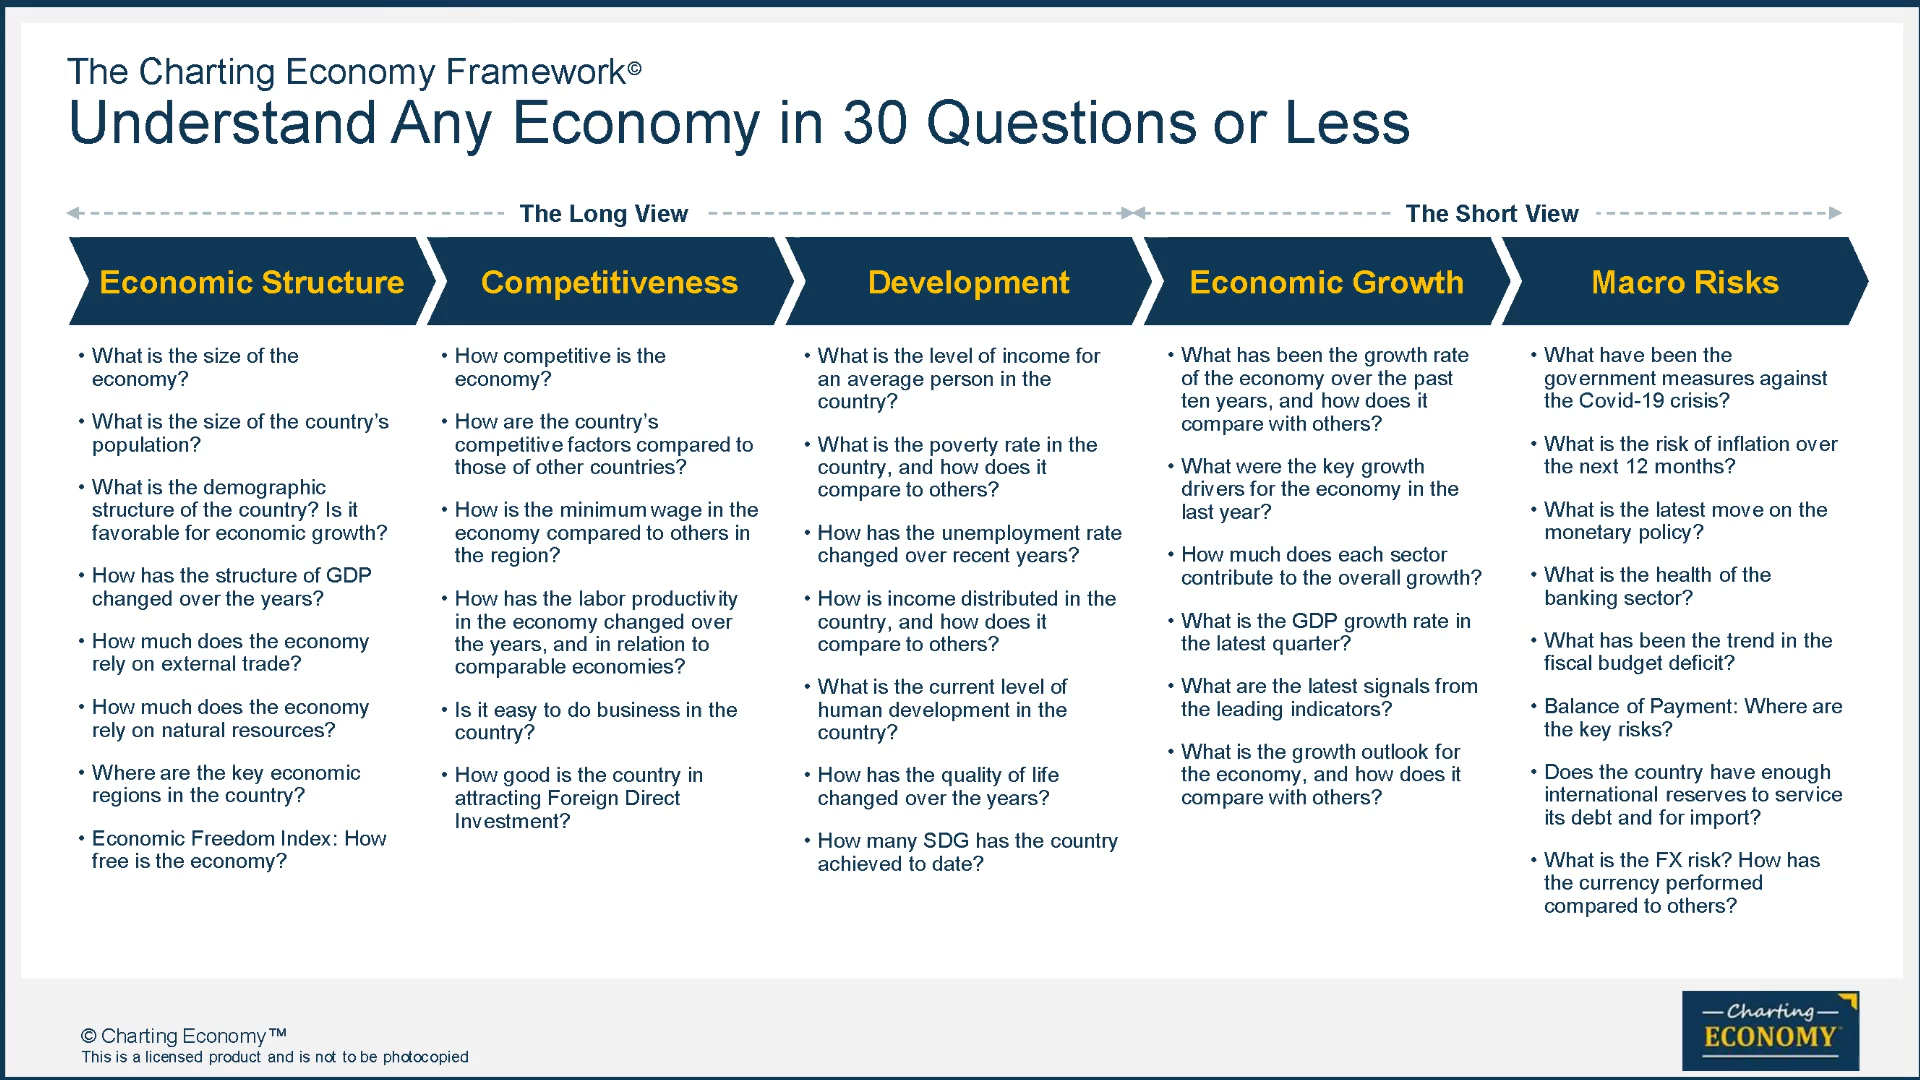 The Charting Economy Framework©
Understand Any Economy in 30 Questions or Less
The Long View
The Short View
Economic Structure
Competitiveness
Development
Economic Growth
Macro Risks
• What is the size of the
economy?
• What is the size of the country’s
population?
• What is the demographic
structure of the country? Is it
favorable for economic growth?
• How has the structure of GDP
changed over the years?
• How much does the economy
rely on external trade?
• How much does the economy
rely on natural resources?
• Where are the key economic
regions in the country?
• Economic Freedom Index: How
free is the economy?
• How competitive is the
economy?
• How are the country’s
competitive factors compared to
those of other countries?
• How is the minimum wage in the
economy compared to others in
the region?
• How has the labor productivity
in the economy changed over
the years, and in relation to
comparable economies?
• Is it easy to do business in the
country?
• How good is the country in
attracting Foreign Direct
Investment?
• What is the level of income for
an average person in the
country?
• What is the poverty rate in the
country, and how does it
compare to others?
• How has the unemployment rate
changed over recent years?
• How is income distributed in the
country, and how does it
compare to others?
• What is the current level of
human development in the
country?
• How has the quality of life
changed over the years?
• How many SDG has the country
achieved to date?
• What has been the growth rate
of the economy over the past
ten years, and how does it
compare with others?
• What were the key growth
drivers for the economy in the
last year?
• How much does each sector
contribute to the overall growth?
• What is the GDP growth rate in
the latest quarter?
• What are the latest signals from
the leading indicators?
• What is the growth outlook for
the economy, and how does it
compare with others?
• What have been the
government measures against
the Covid-19 crisis?
• What is the risk of inflation over
the next 12 months?
• What is the latest move on the
monetary policy?
• What is the health of the
banking sector?
• What has been the trend in the
fiscal budget deficit?
• Balance of Payment: Where are
the key risks?
• Does the country have enough
international reserves to service
its debt and for import?
• What is the FX risk? How has
the currency performed
compared to others?
© Charting Economy™
This is a licensed product and is not to be photocopied
Charting
ECONOMY